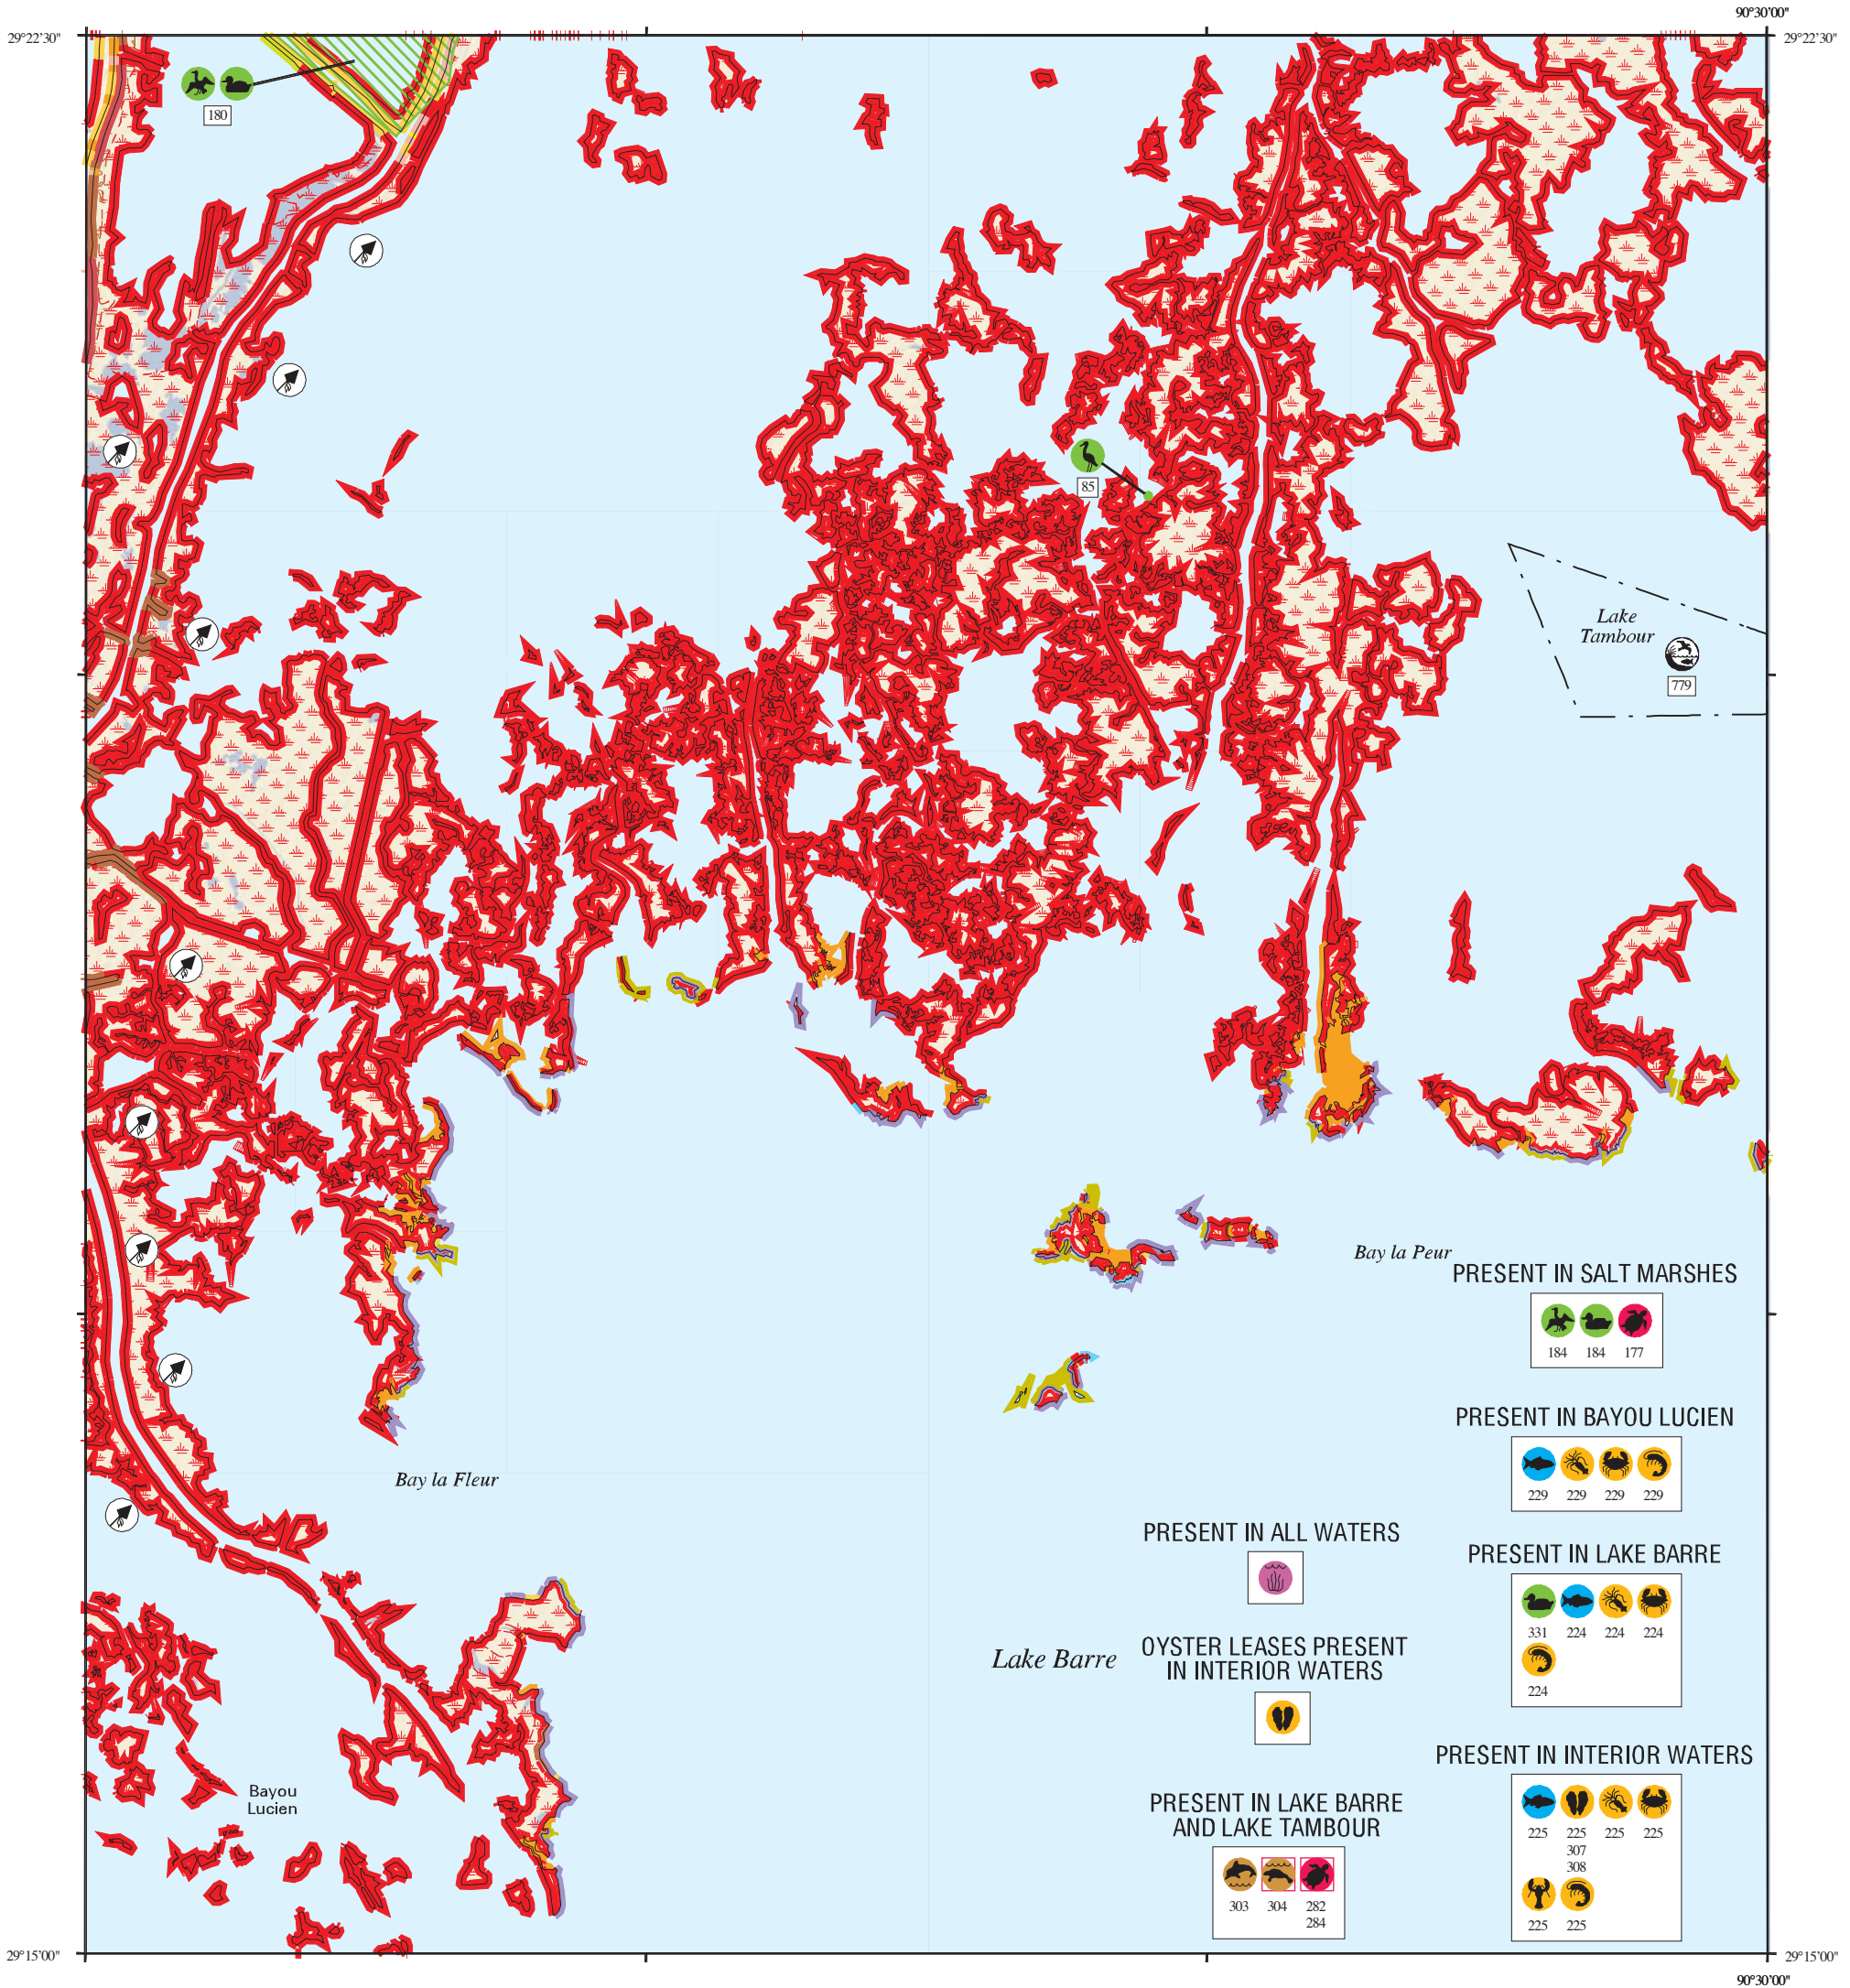 90°30'00"
29°22'30"
29°22'30"
180
85
Lake
Tambour
779
Bay la Peur
PRESENT IN SALT MARSHES
184 184 177
PRESENT IN BAYOU LUCIEN
229 229 229 229
Bay la Fleur
PRESENT IN ALL WATERS
PRESENT IN LAKE BARRE
331 224 224 224
224
Lake Barre
OYSTER LEASES PRESENT
IN INTERIOR WATERS
PRESENT IN INTERIOR WATERS
225 225 225 225
307
308
225 225
Bayou
Lucien
PRESENT IN LAKE BARRE
AND LAKE TAMBOUR
303 304 282
284
29°15'00"
29°15'00"
90°30'00"